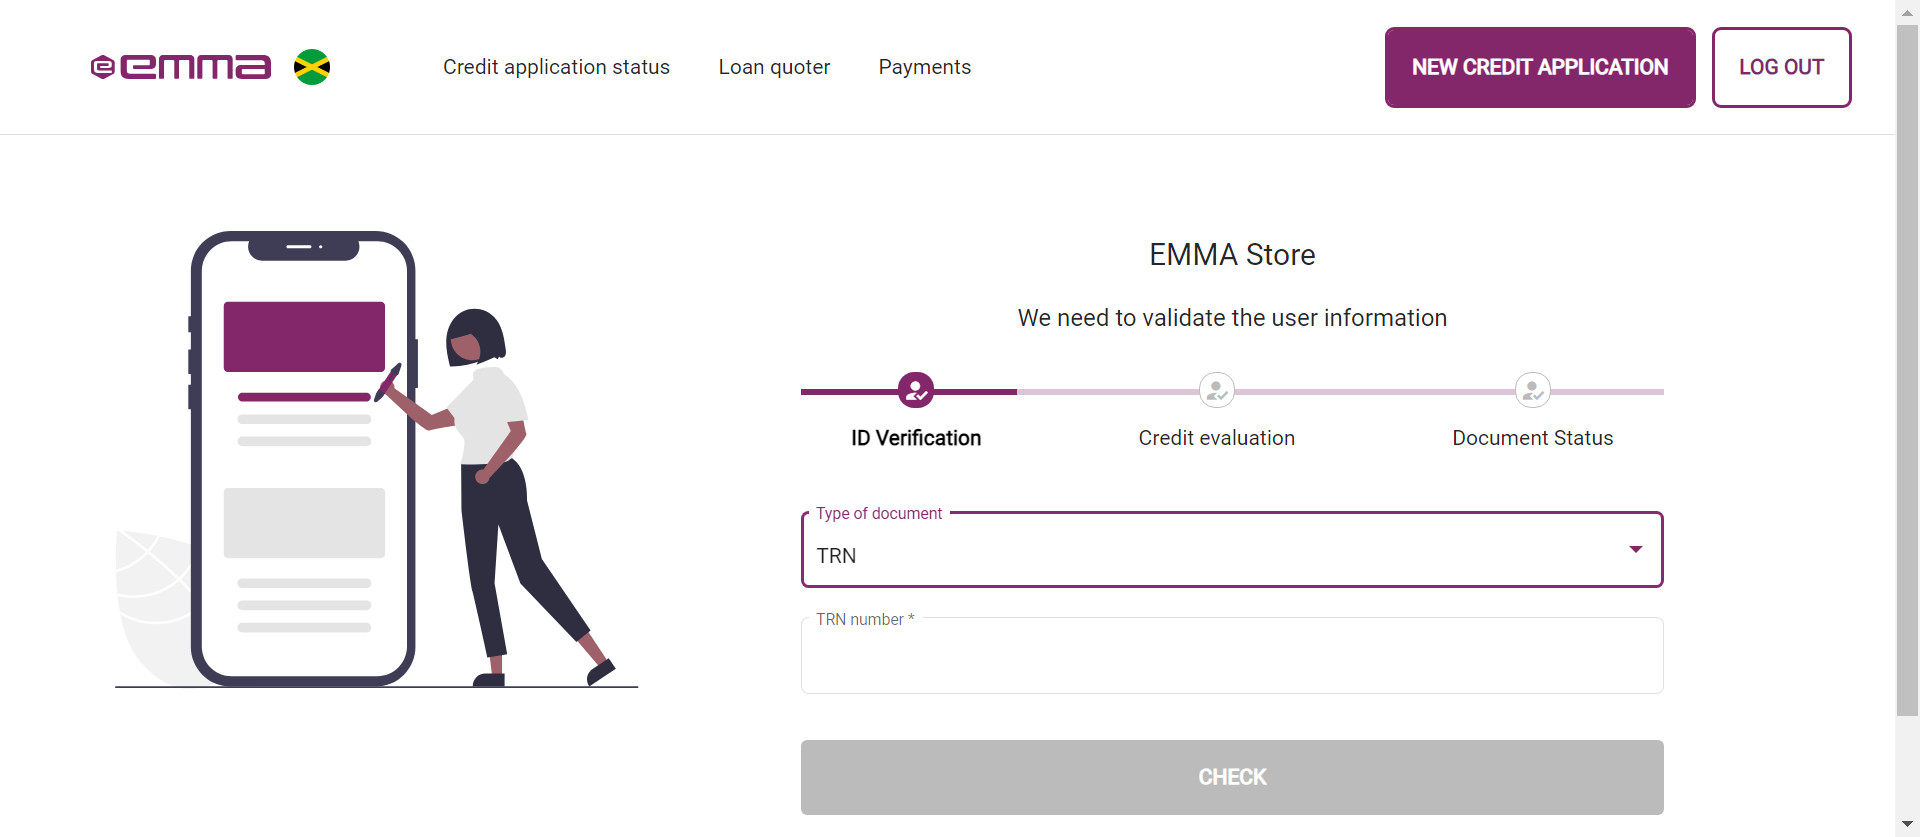 emma
Credit application status
Loan quoter
Payments
NEW CREDIT APPLICATION
LOG OUT
EMMA Store
We need to validate the user information
ID Verification
Credit evaluation
Document Status
Type of document
TRN
TRN number *
CHECK